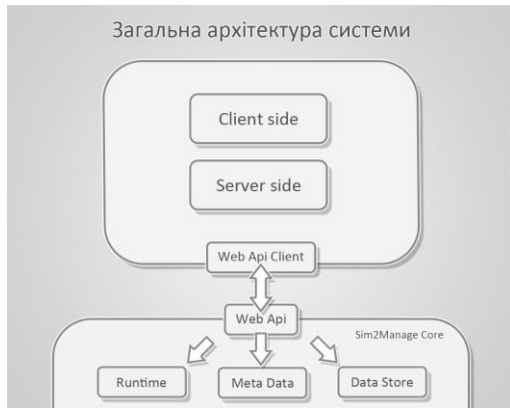 Загальна архітектура системи
Client side
Server side
Web Api Client
Web Api
Sim2Manage Core
Runtime
Meta Data
Data Store